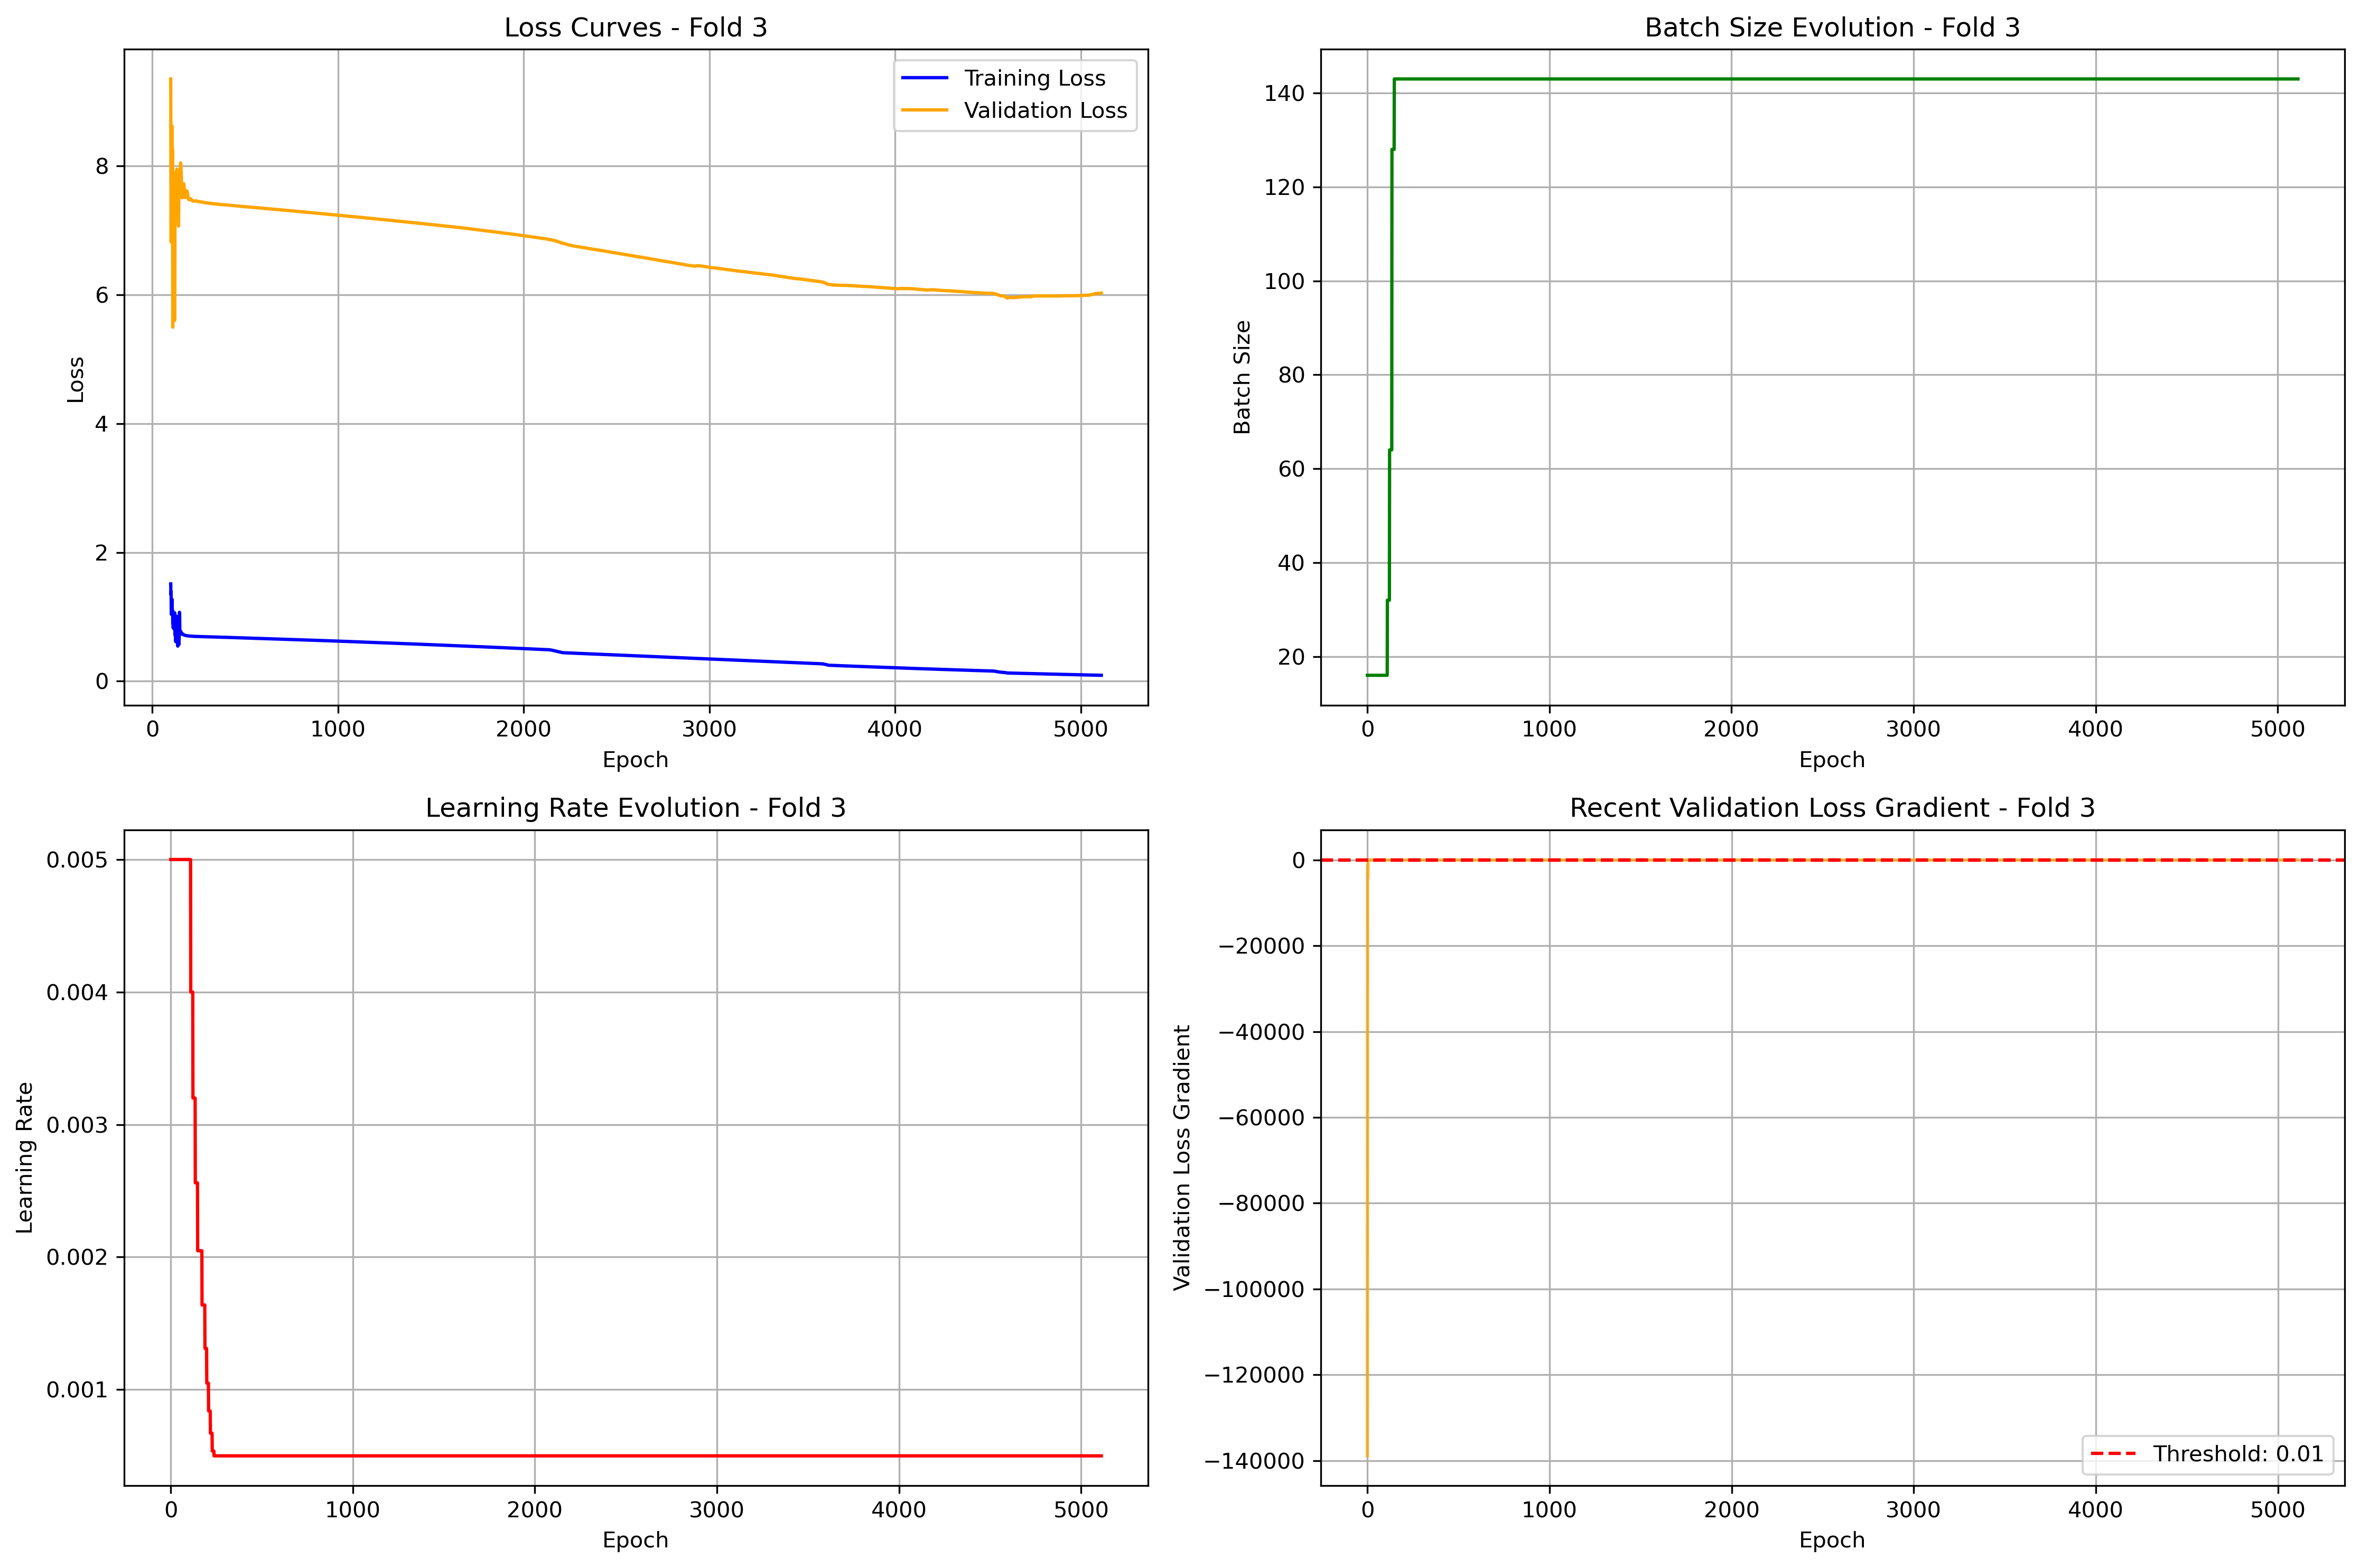 Loss Curves - Fold 3
Training Loss
Validation Loss
8
6
4
2
0
Loss
0 1000 2000 3000 4000 5000
Epoch
Batch Size Evolution - Fold 3
140
120
100
80
60
40
20
Batch Size
0 1000 2000 3000 4000 5000
Epoch
Learning Rate Evolution - Fold 3
0.005
0.004
0.003
0.002
0.001
Learning Rate
0 1000 2000 3000 4000 5000
Epoch
Recent Validation Loss Gradient - Fold 3
0
−20000
−40000
−60000
−80000
−100000
−120000
−140000
Validation Loss Gradient
Threshold: 0.01
0 1000 2000 3000 4000 5000
Epoch